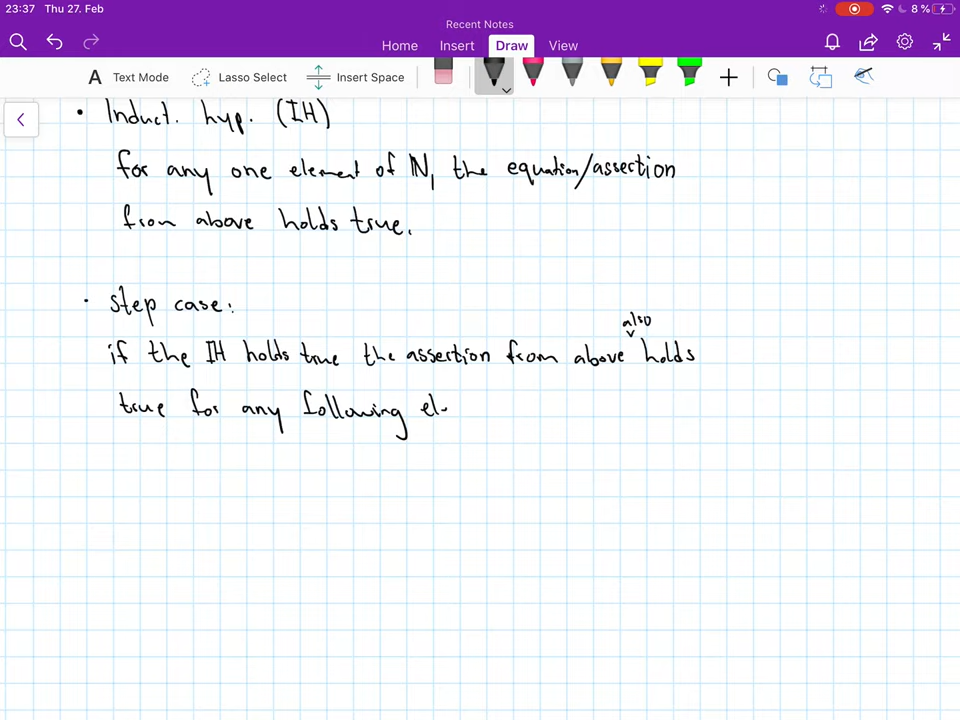 23:37 Thu 27. Feb
8 %
Recent Notes
Home Insert Draw View
A Text Mode Lasso Select Insert Space
• Induct. hyp. (IH)
for any one element of ℕ, the equation/assertion
from above holds true.
• step case:
also
if the IH holds true the assertion from above holds
true for any following el